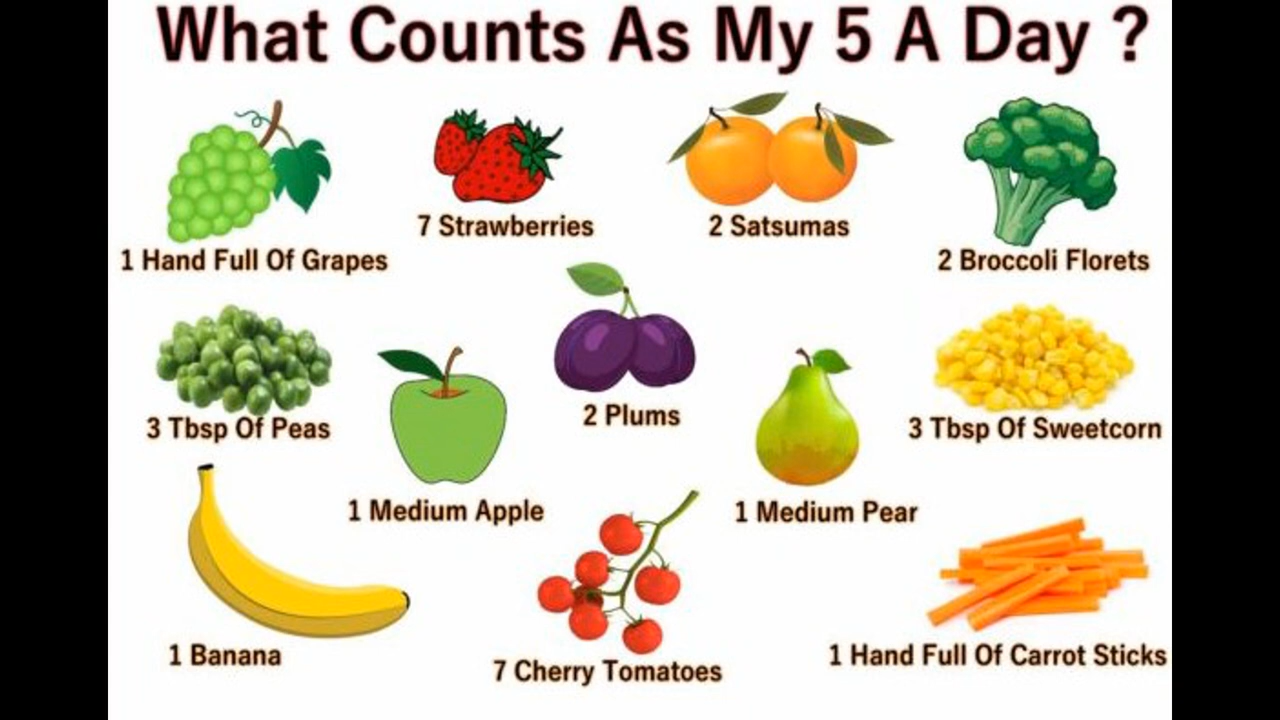 What Counts As My 5 A Day ?
7 Strawberries
2 Satsumas
1 Hand Full Of Grapes
2 Broccoli Florets
2 Plums
3 Tbsp Of Peas
3 Tbsp Of Sweetcorn
1 Medium Apple
1 Medium Pear
1 Banana
7 Cherry Tomatoes
1 Hand Full Of Carrot Sticks